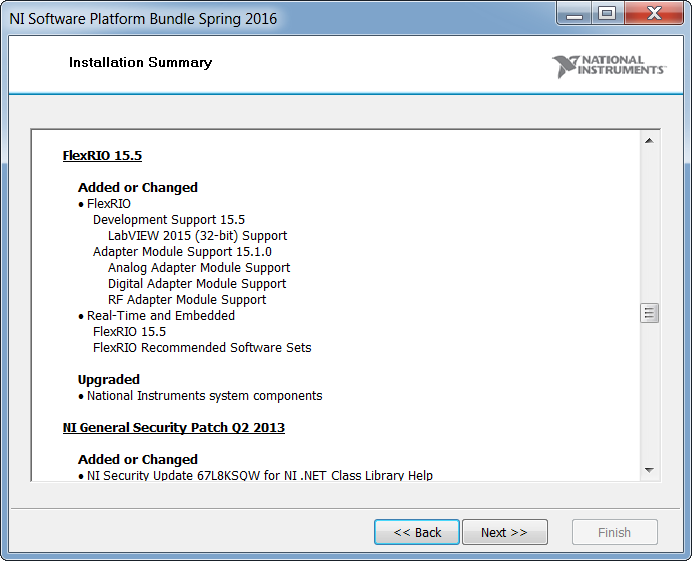 NI Software Platform Bundle Spring 2016
Installation Summary
NATIONAL
INSTRUMENTS
FlexRIO 15.5
Added or Changed
• FlexRIO
Development Support 15.5
LabVIEW 2015 (32-bit) Support
Adapter Module Support 15.1.0
Analog Adapter Module Support
Digital Adapter Module Support
RF Adapter Module Support
• Real-Time and Embedded
FlexRIO 15.5
FlexRIO Recommended Software Sets
Upgraded
• National Instruments system components
NI General Security Patch Q2 2013
Added or Changed
• NI Security Update 67L8KSQW for NI .NET Class Library Help
<< Back
Next >>
Finish